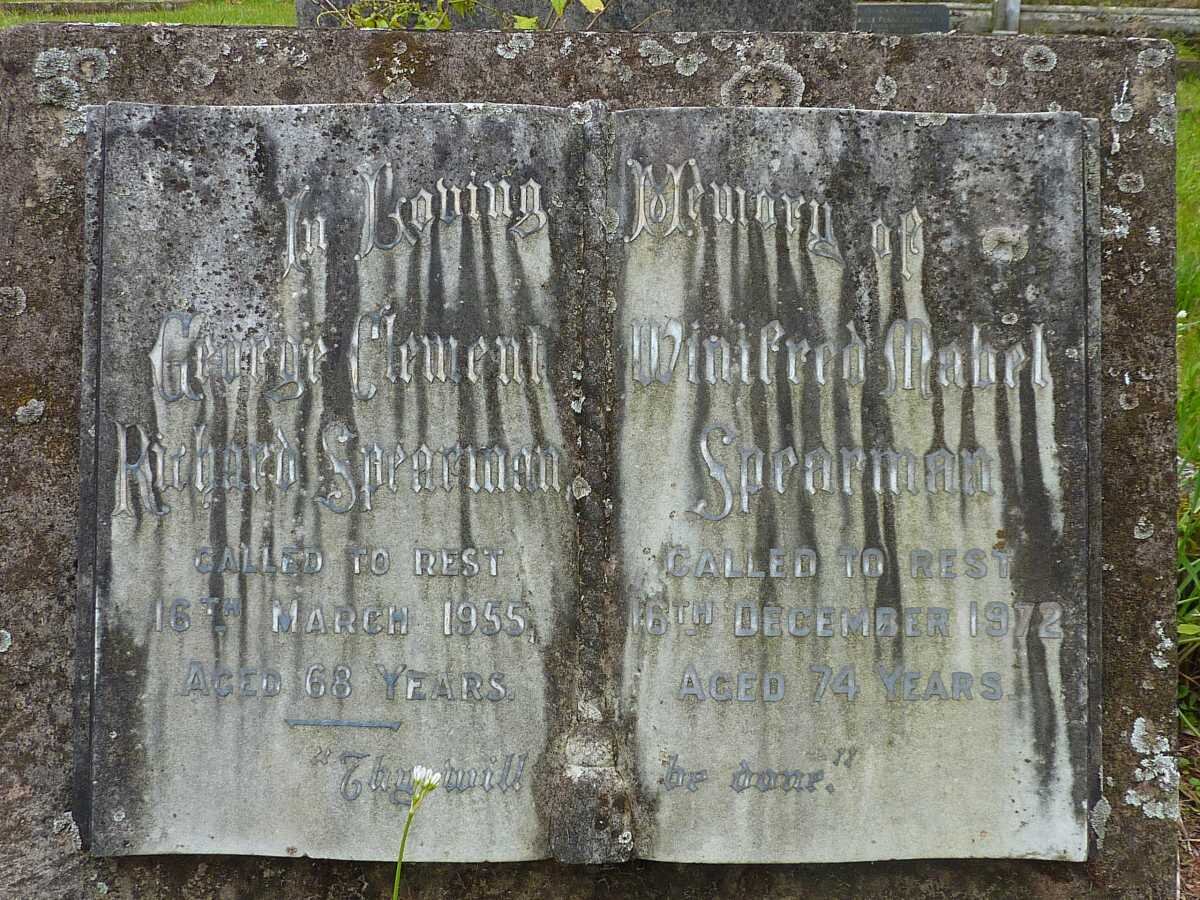 In Loving Memory of
George Clement
Richard Spearman,
CALLED TO REST
16TH MARCH 1955,
AGED 68 YEARS.
Winifred Mabel
Spearman
CALLED TO REST
16TH DECEMBER 1972
AGED 74 YEARS.
"Thy will be done."